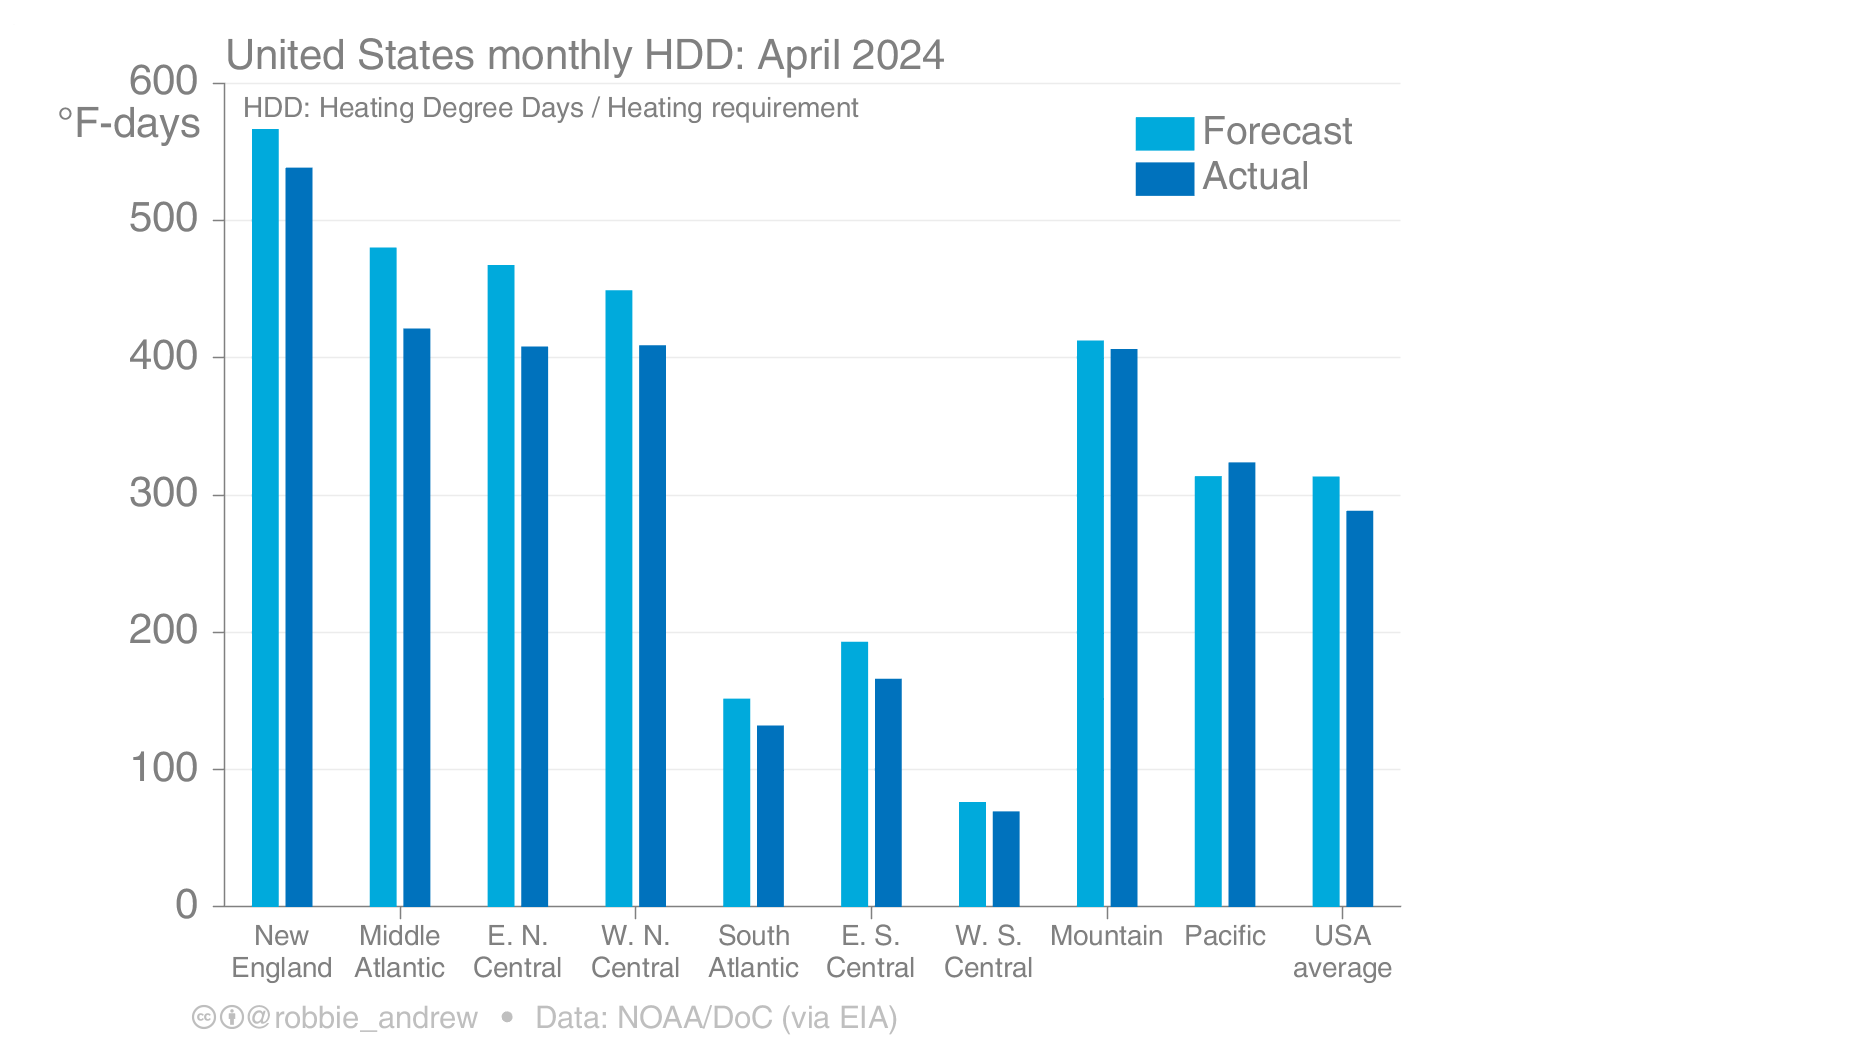 United States monthly HDD: April 2024
600
°F-days
HDD: Heating Degree Days / Heating requirement
Forecast
Actual
500
400
300
200
100
0
New England
Middle Atlantic
E. N. Central
W. N. Central
South Atlantic
E. S. Central
W. S. Central
Mountain
Pacific
USA average
cc @robbie_andrew • Data: NOAA/DoC (via EIA)